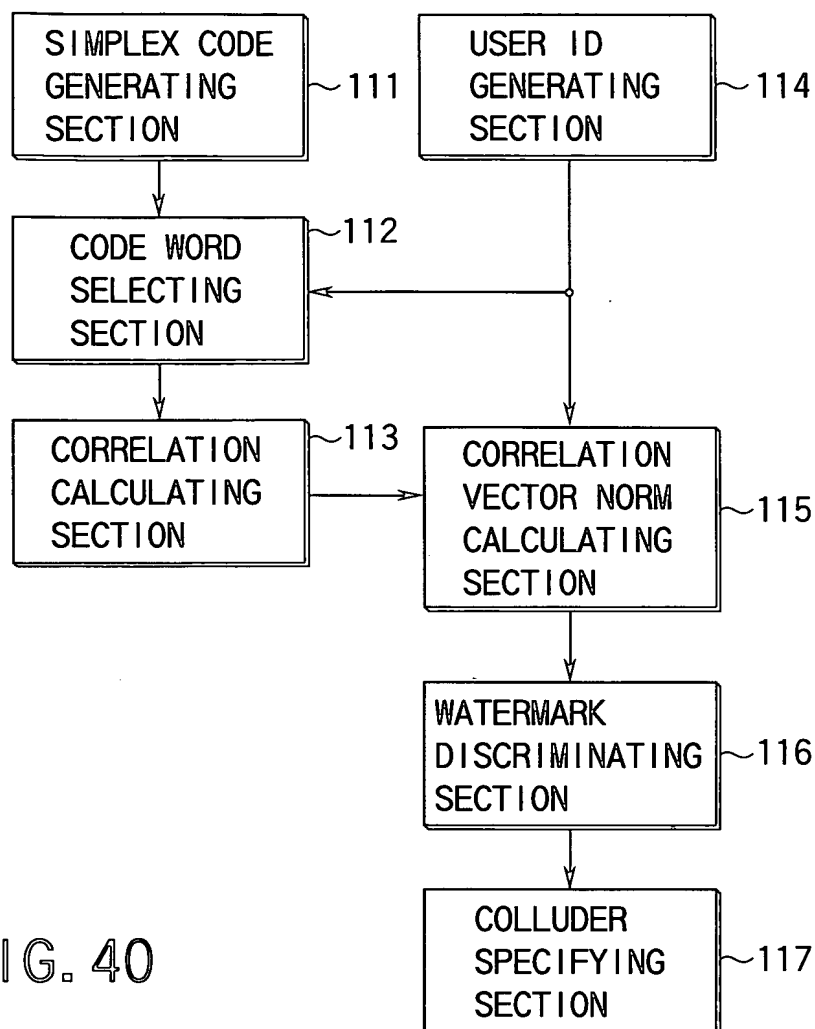 SIMPLEX CODE
GENERATING
SECTION
111
USER ID
GENERATING
SECTION
114
CODE WORD
SELECTING
SECTION
112
CORRELATION
CALCULATING
SECTION
113
CORRELATION
VECTOR NORM
CALCULATING
SECTION
115
WATERMARK
DISCRIMINATING
SECTION
116
COLLUDER
SPECIFYING
SECTION
117
IG. 40